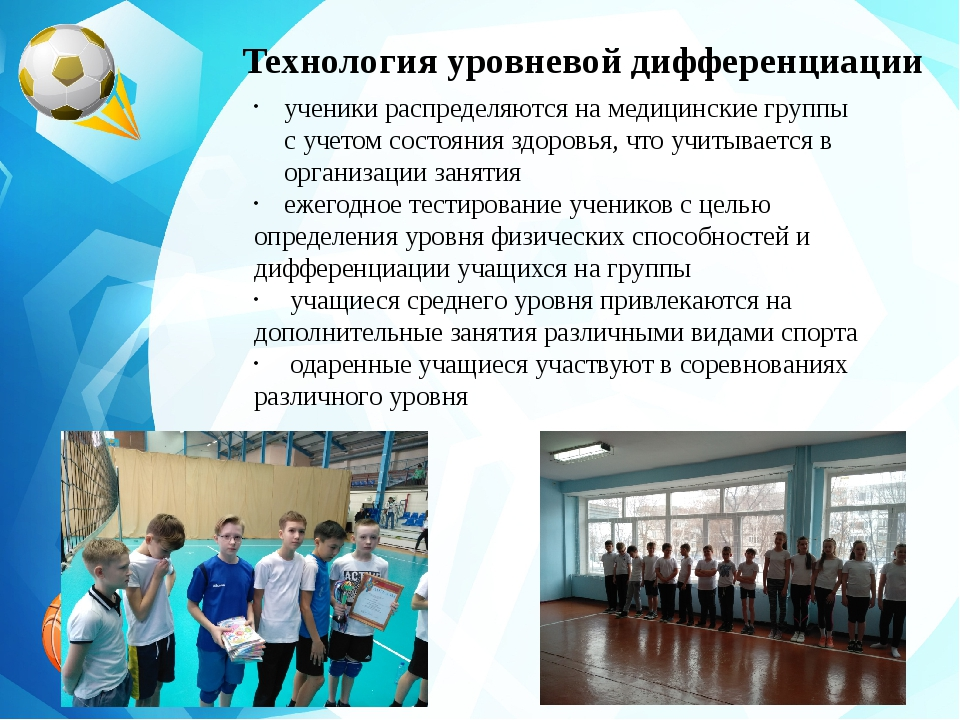 Технология уровневой дифференциации
· ученики распределяются на медицинские группы
с учетом состояния здоровья, что учитывается в
организации занятия
· ежегодное тестирование учеников с целью
определения уровня физических способностей и
дифференциации учащихся на группы
· учащиеся среднего уровня привлекаются на
дополнительные занятия различными видами спорта
· одаренные учащиеся участвуют в соревнованиях
различного уровня